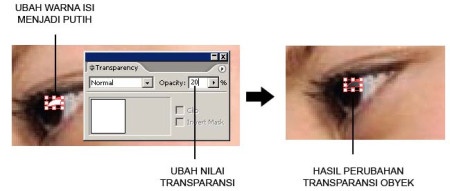 UBAH WARNA ISI
MENJADI PUTIH
Transparency
Normal
Opacity: 20 %
Clip
Invert Mask
UBAH NILAI
TRANSPARANSI
HASIL PERUBAHAN
TRANSPARANSI OBYEK